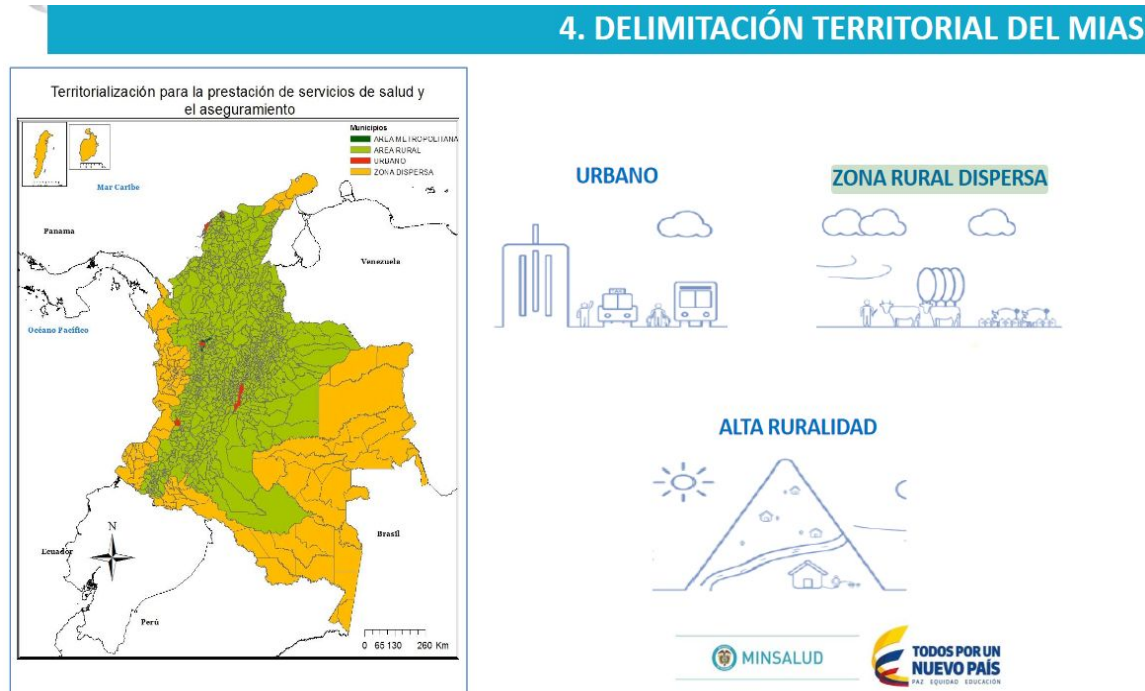 4. DELIMITACIÓN TERRITORIAL DEL MIAS
Territorialización para la prestación de servicios de salud y
el aseguramiento
Municipios
AREA METROPOLITANA
AREA RURAL
URBANO
ZONA DISPERSA
Mar Caribe
Panama
Venezuela
Océano Pacífico
Brasil
N
Ecuador
Perú
0 65 130 260 Km
URBANO
ZONA RURAL DISPERSA
TAXI
ALTA RURALIDAD
MINSALUD
TODOS POR UN
NUEVO PAÍS
PAZ EQUIDAD EDUCACIÓN